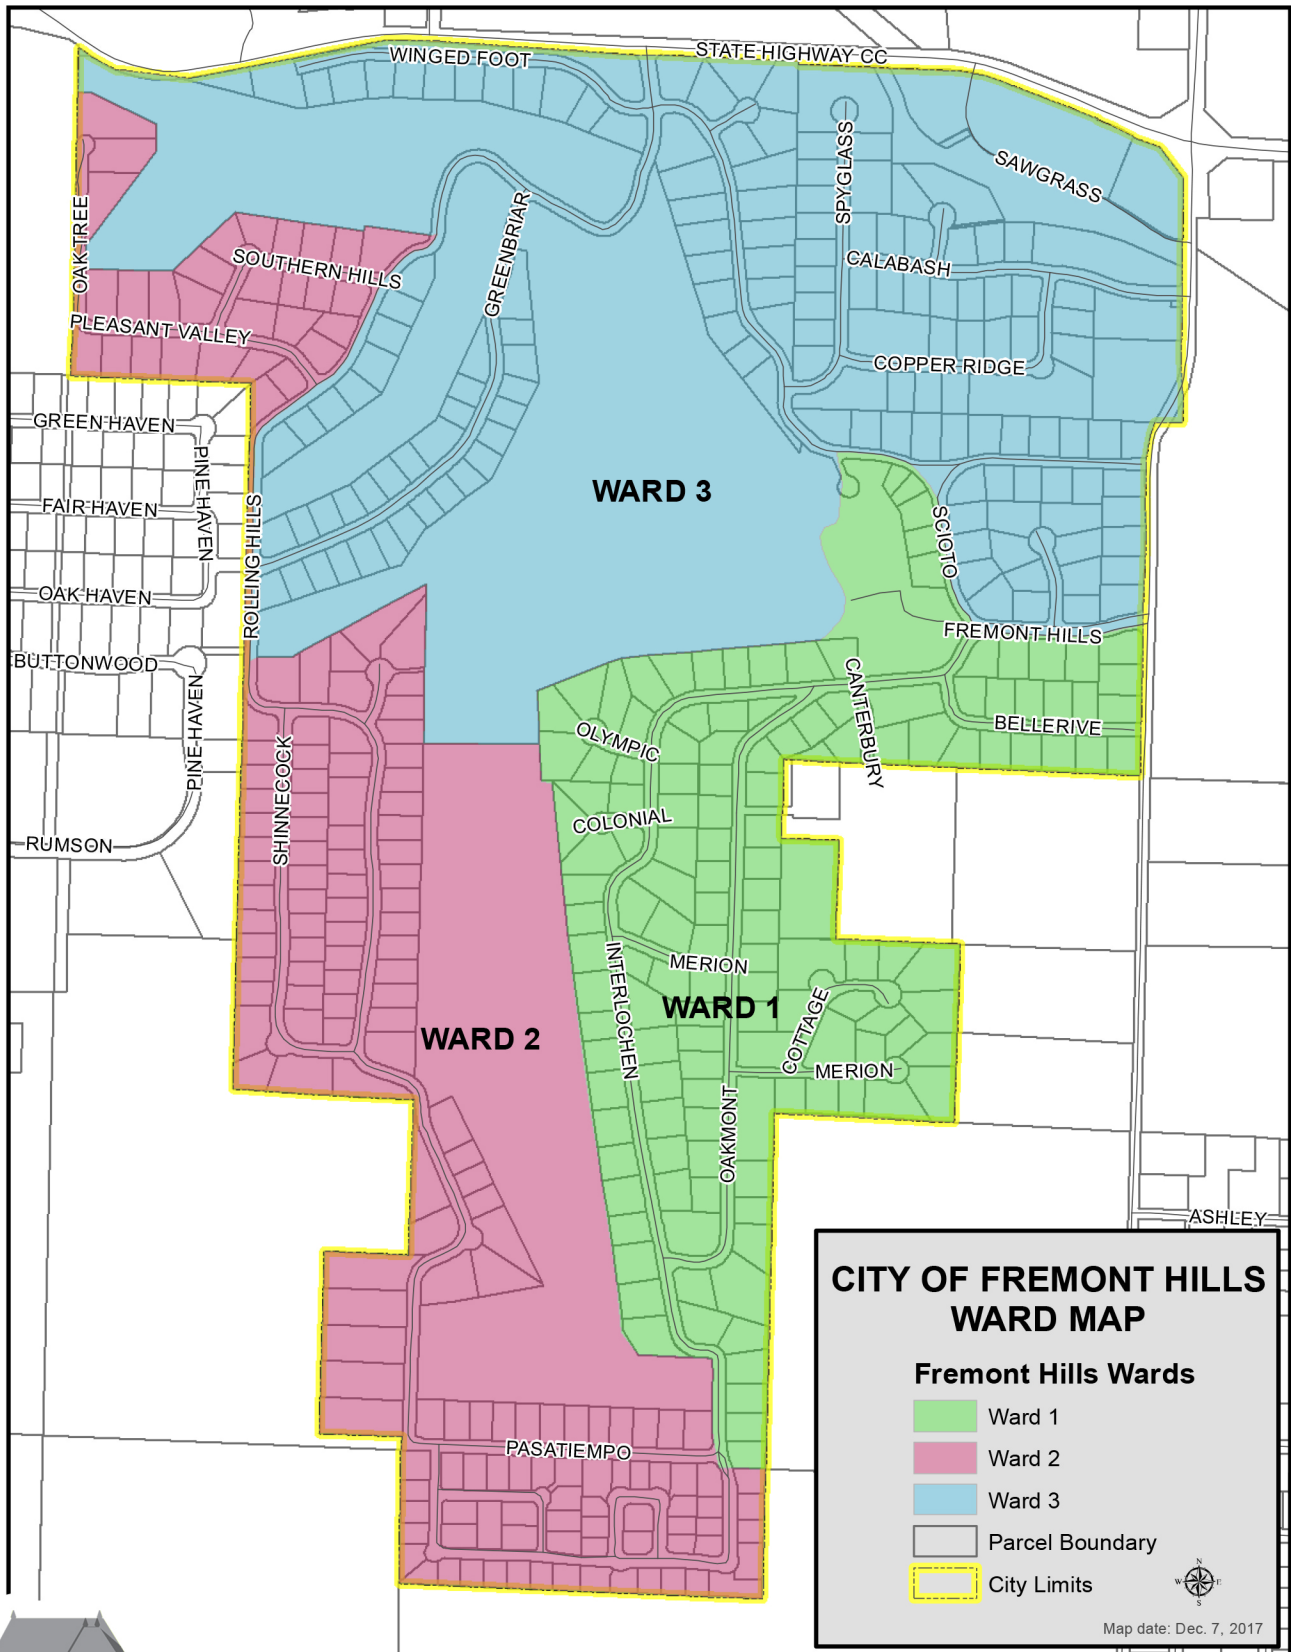 WINGED FOOT
STATE HIGHWAY CC
SPYGLASS
SAWGRASS
OAKTREE
SOUTHERN HILLS
GREENBRIAR
CALABASH
PLEASANT VALLEY
COPPER RIDGE
GREEN HAVEN
PINE HAVEN
FAIR HAVEN
WARD 3
ROLLING HILLS
SCIOTO
OAK HAVEN
FREMONT HILLS
BUTTONWOOD
PINE HAVEN
CANTERBURY
BELLERIVE
OLYMPIC
SHINNECOCK
COLONIAL
RUMSON
INTERLOCHEN
MERION
WARD 1
COTTAGE
WARD 2
MERION
OAKMONT
ASHLEY
PASATIEMPO
CITY OF FREMONT HILLS
WARD MAP
Fremont Hills Wards
Ward 1
Ward 2
Ward 3
Parcel Boundary
City Limits
N
W E
S
Map date: Dec. 7, 2017